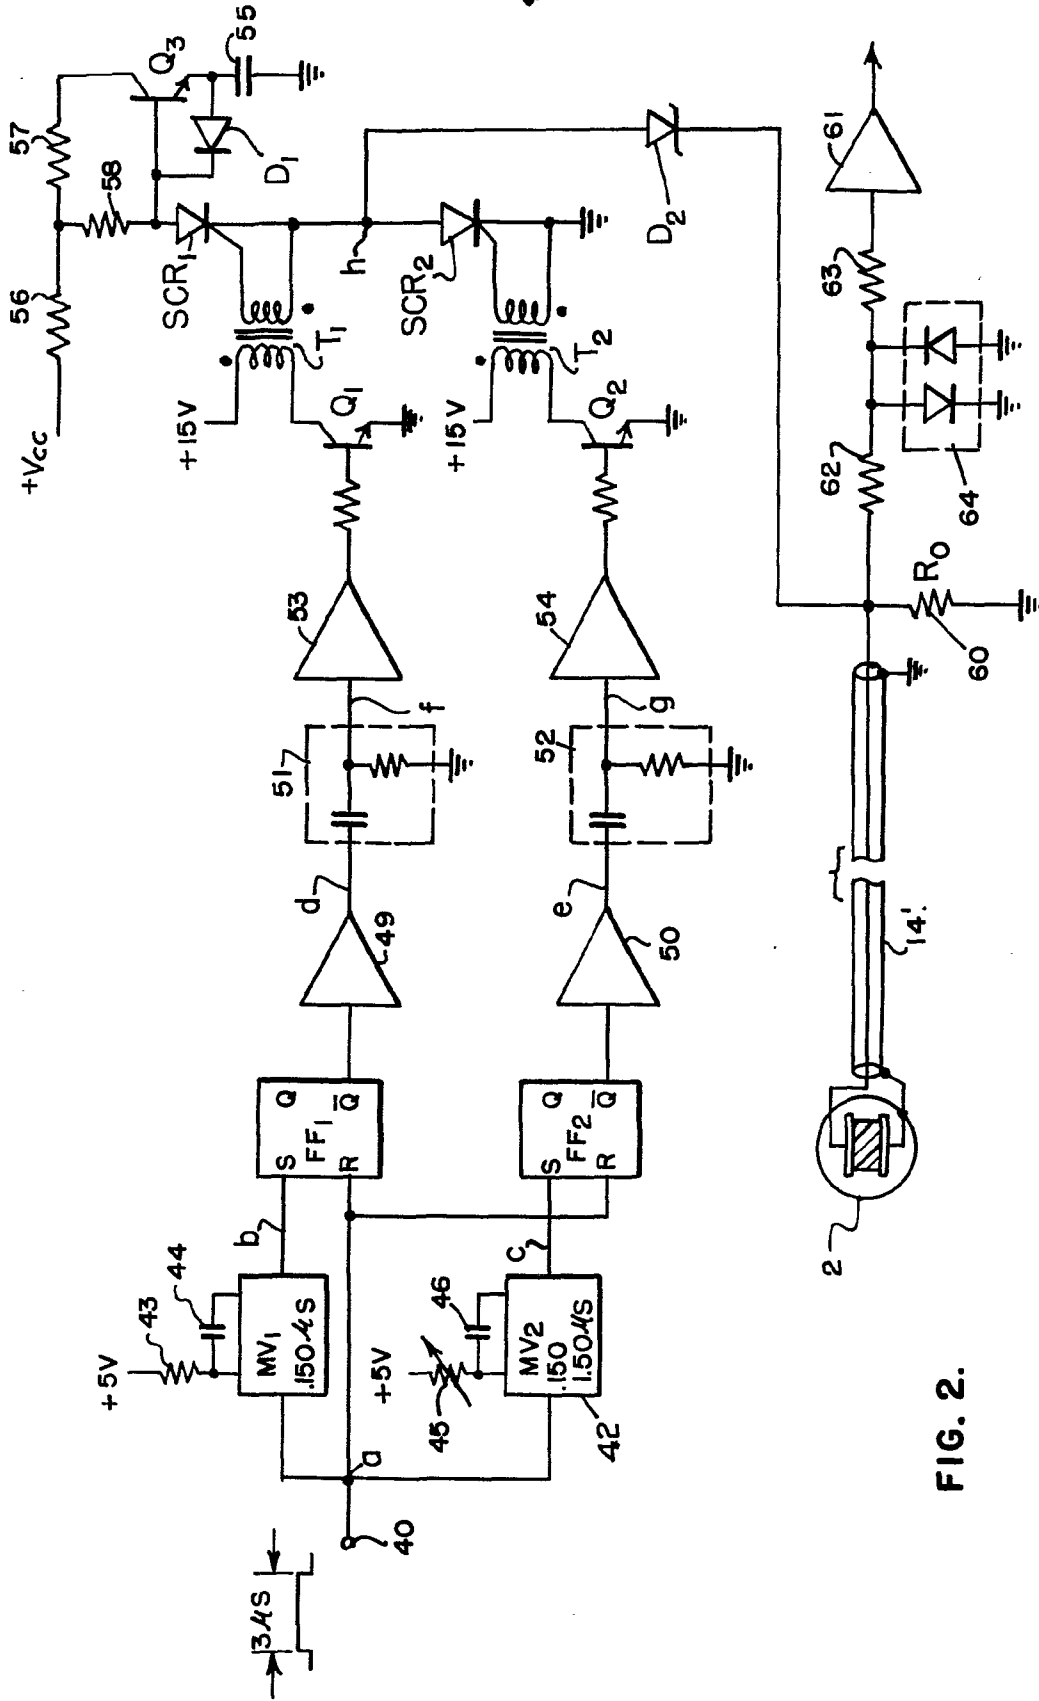 3μS
40
a
+5V
43
44
MV1
.150μS
b
+5V
45
46
MV2
.150
1.50μS
42
c
S
Q
FF1
R
Q̅
S
Q
FF2
R
Q̅
49
50
d
e
51
52
f
g
53
54
Q1
Q2
+15V
+15V
T1
T2
+Vcc
56
57
58
SCR1
SCR2
h
Q3
D1
55
D2
2
14'.
60
R0
62
64
63
61
FIG. 2.